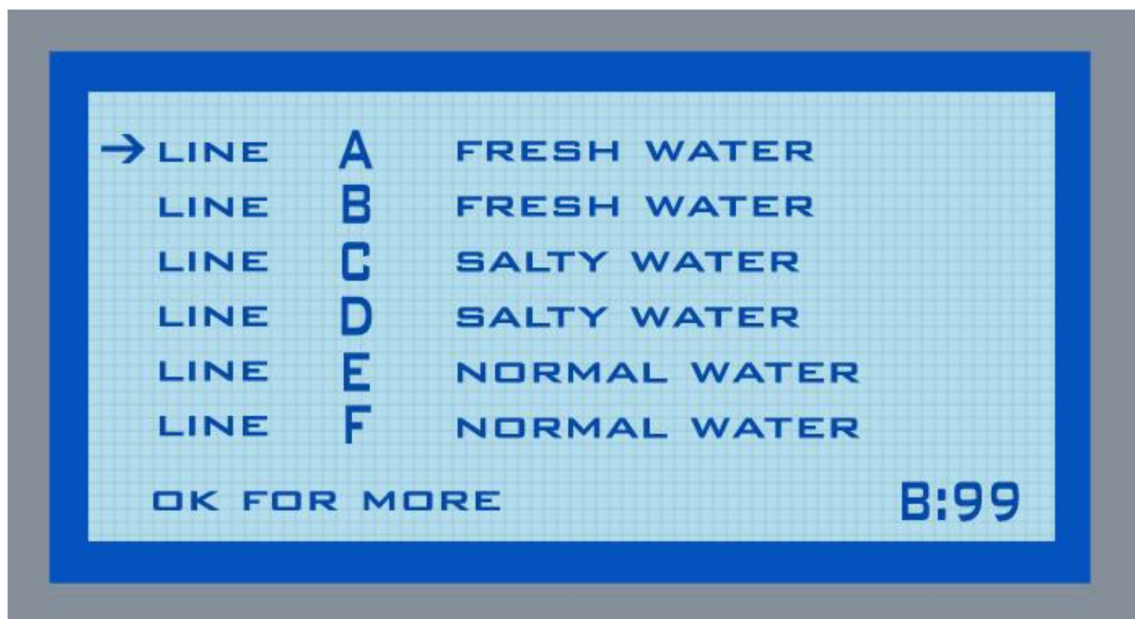 → LINE A FRESH WATER
LINE B FRESH WATER
LINE C SALTY WATER
LINE D SALTY WATER
LINE E NORMAL WATER
LINE F NORMAL WATER
OK FOR MORE B:99